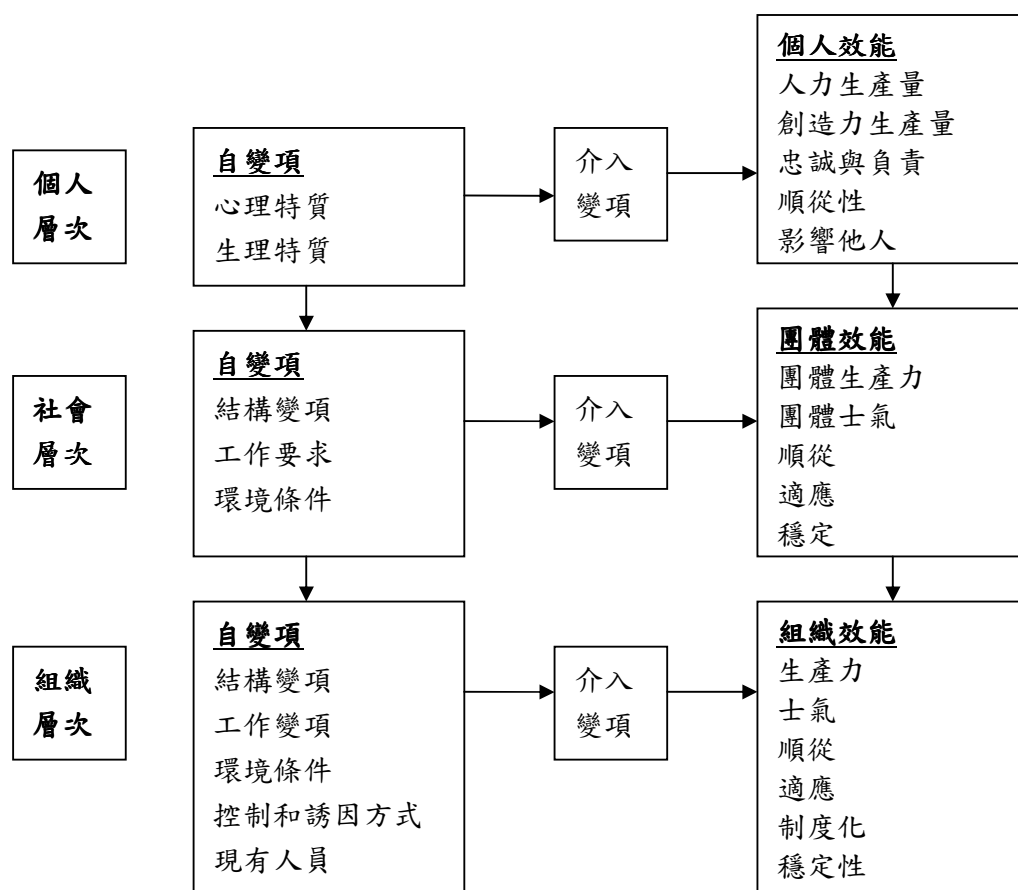 個人
層次
自變項
心理特質
生理特質
介入
變項
個人效能
人力生產量
創造力生產量
忠誠與負責
順從性
影響他人
社會
層次
自變項
結構變項
工作要求
環境條件
介入
變項
團體效能
團體生產力
團體士氣
順從
適應
穩定
組織
層次
自變項
結構變項
工作變項
環境條件
控制和誘因方式
現有人員
介入
變項
組織效能
生產力
士氣
順從
適應
制度化
穩定性